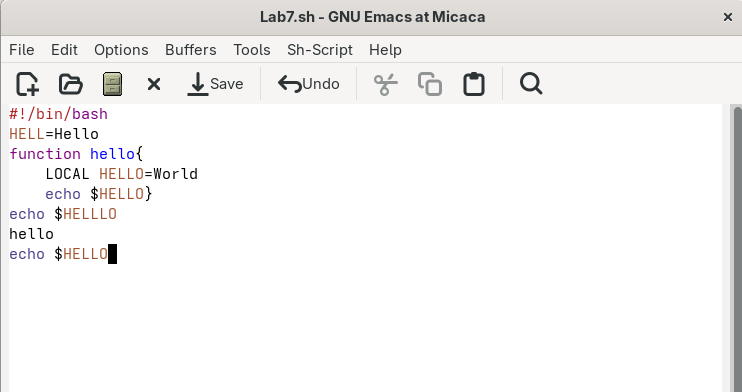 Lab7.sh - GNU Emacs at Micaca
File Edit Options Buffers Tools Sh-Script Help
Save Undo
#!/bin/bash
HELL=Hello
function hello{
    LOCAL HELLO=World
    echo $HELLO}
echo $HELLLO
hello
echo $HELLO